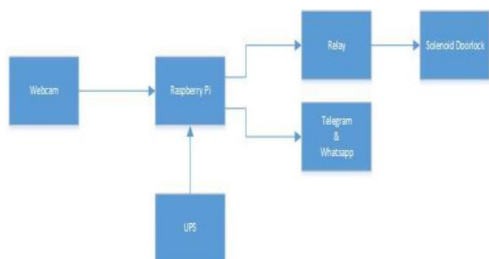 Webcam
Raspberry Pi
Relay
Solenoid Doorlock
Telegram
&
Whatsapp
UPS